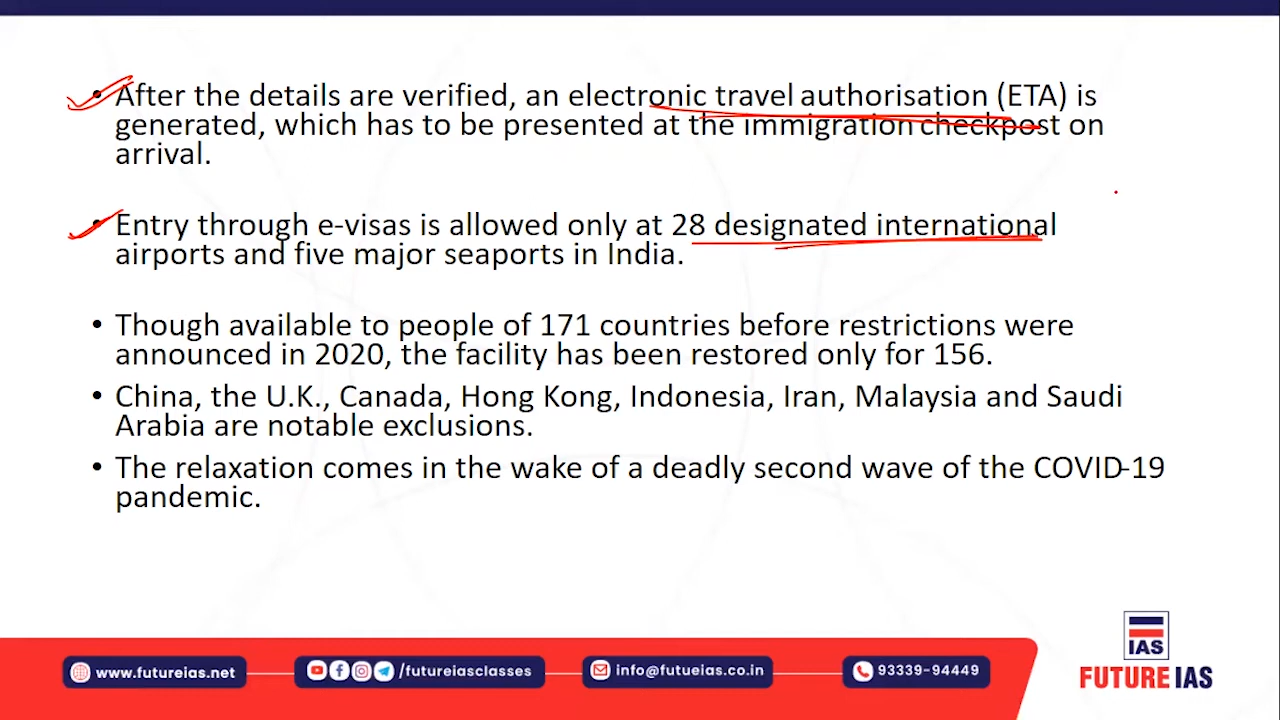 • After the details are verified, an electronic travel authorisation (ETA) is
generated, which has to be presented at the immigration checkpost on
arrival.
• Entry through e-visas is allowed only at 28 designated international
airports and five major seaports in India.
• Though available to people of 171 countries before restrictions were
announced in 2020, the facility has been restored only for 156.
• China, the U.K., Canada, Hong Kong, Indonesia, Iran, Malaysia and Saudi
Arabia are notable exclusions.
• The relaxation comes in the wake of a deadly second wave of the COVID-19
pandemic.
IAS
FUTURE IAS
www.futureias.net
/futureiasclasses
info@futueias.co.in
93339-94449